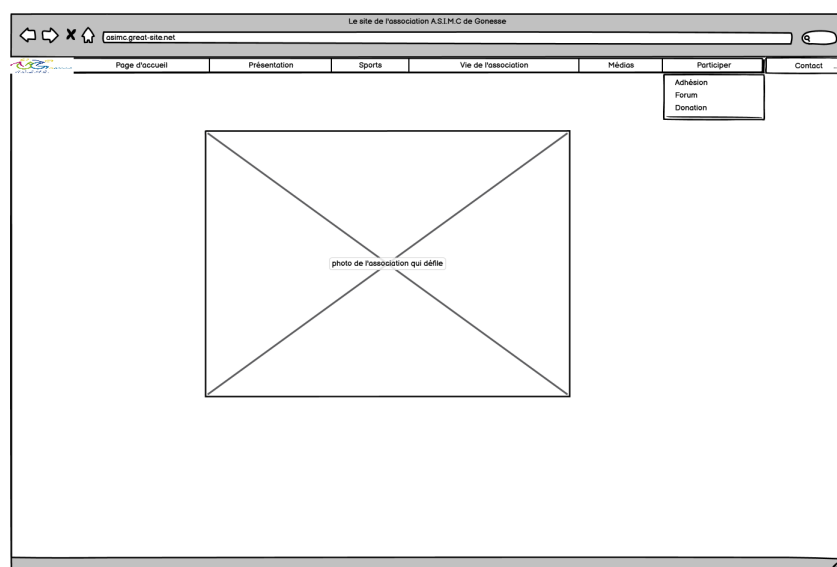 Le site de l'association A.S.I.M.C de Gonesse
asimc.great-site.net
Page d'accueil Présentation Sports Vie de l'association Médias Participer Contact
Adhésion
Forum
Donation
photo de l'association qui défile